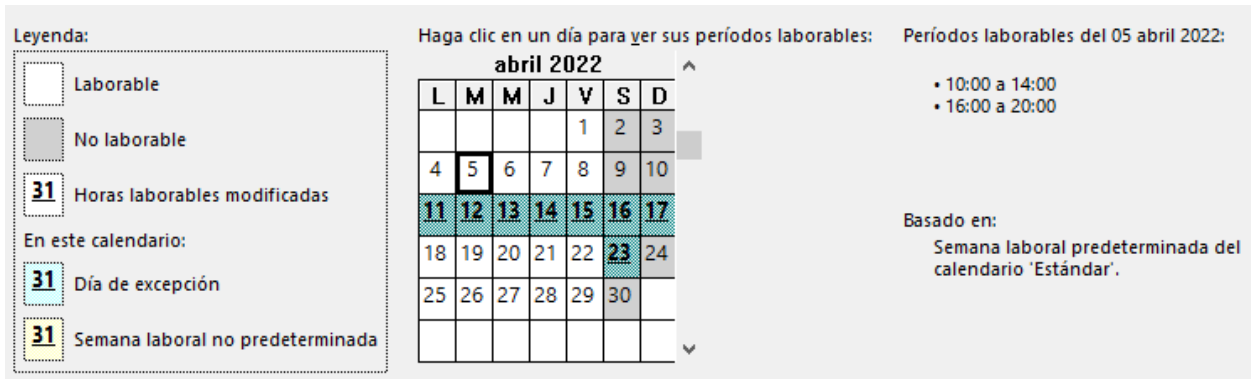 Leyenda:
Laborable
No laborable
31 Horas laborables modificadas
En este calendario:
31 Día de excepción
31 Semana laboral no predeterminada
Haga clic en un día para ver sus períodos laborables:
abril 2022
L M M J V S D
1 2 3
4 5 6 7 8 9 10
11 12 13 14 15 16 17
18 19 20 21 22 23 24
25 26 27 28 29 30
Períodos laborables del 05 abril 2022:
• 10:00 a 14:00
• 16:00 a 20:00
Basado en:
Semana laboral predeterminada del
calendario 'Estándar'.